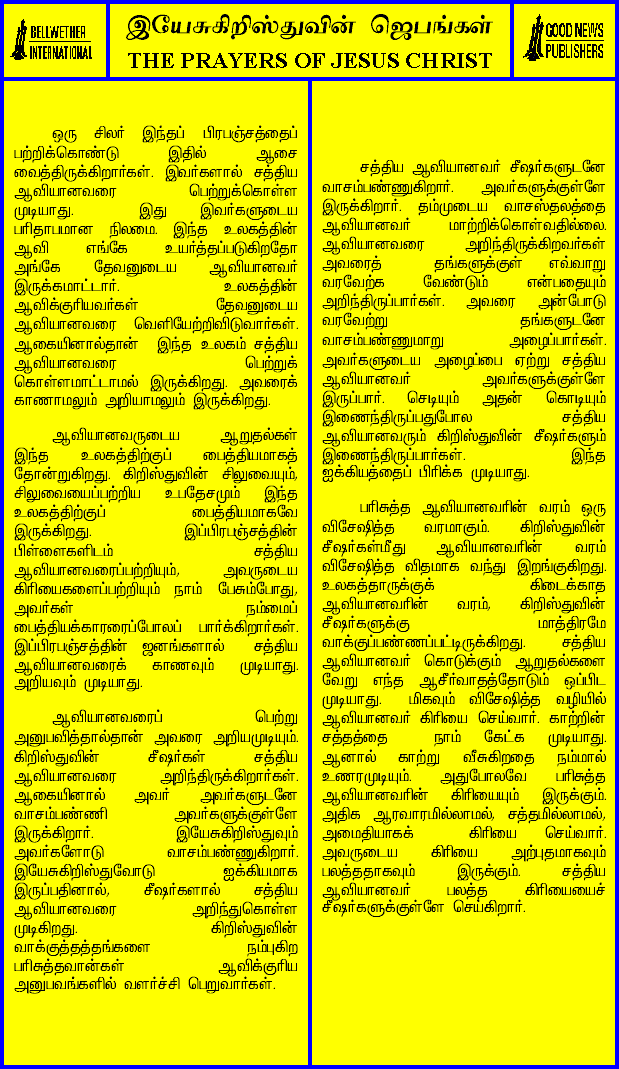 BELLWETHER
INTERNATIONAL
இயேசுகிறிஸ்துவின் ஜெபங்கள்
THE PRAYERS OF JESUS CHRIST
GOOD NEWS
PUBLISHERS
ஒரு சிலர் இந்தப் பிரபஞ்சத்தைப்
பற்றிக்கொண்டு இதில் ஆசை
வைத்திருக்கிறார்கள். இவர்களால் சத்திய
ஆவியானவரை பெற்றுக்கொள்ள
முடியாது. இது இவர்களுடைய
பரிதாபமான நிலமை. இந்த உலகத்தின்
ஆவி எங்கே உயர்த்தப்படுகிறதோ
அங்கே தேவனுடைய ஆவியானவர்
இருக்கமாட்டார். உலகத்தின்
ஆவிக்குரியவர்கள் தேவனுடைய
ஆவியானவரை வெளியேற்றிவிடுவார்கள்.
ஆகையினால்தான் இந்த உலகம் சத்திய
ஆவியானவரை பெற்றுக்
கொள்ளமாட்டாமல் இருக்கிறது. அவரைக்
காணாமலும் அறியாமலும் இருக்கிறது.
ஆவியானவருடைய ஆறுதல்கள்
இந்த உலகத்திற்குப் பைத்தியமாகத்
தோன்றுகிறது. கிறிஸ்துவின் சிலுவையும்,
சிலுவையைப்பற்றிய உபதேசமும் இந்த
உலகத்திற்குப் பைத்தியமாகவே
இருக்கிறது. இப்பிரபஞ்சத்தின்
பிள்ளைகளிடம் சத்திய
ஆவியானவரைப்பற்றியும், அவருடைய
கிரியைகளைப்பற்றியும் நாம் பேசும்போது,
அவர்கள் நம்மைப்
பைத்தியக்காரரைப்போலப் பார்க்கிறார்கள்.
இப்பிரபஞ்சத்தின் ஜனங்களால் சத்திய
ஆவியானவரைக் காணவும் முடியாது.
அறியவும் முடியாது.
ஆவியானவரைப் பெற்று
அனுபவித்தால்தான் அவரை அறியமுடியும்.
கிறிஸ்துவின் சீஷர்கள் சத்திய
ஆவியானவரை அறிந்திருக்கிறார்கள்.
ஆகையினால் அவர் அவர்களுடனே
வாசம்பண்ணி அவர்களுக்குள்ளே
இருக்கிறார். இயேசுகிறிஸ்துவும்
அவர்களோடு வாசம்பண்ணுகிறார்.
இயேசுகிறிஸ்துவோடு ஐக்கியமாக
இருப்பதினால், சீஷர்களால் சத்திய
ஆவியானவரை அறிந்துகொள்ள
முடிகிறது. கிறிஸ்துவின்
வாக்குத்தத்தங்களை நம்புகிற
பரிசுத்தவான்கள் ஆவிக்குரிய
அனுபவங்களில் வளர்ச்சி பெறுவார்கள்.
சத்திய ஆவியானவர் சீஷர்களுடனே
வாசம்பண்ணுகிறார். அவர்களுக்குள்ளே
இருக்கிறார். தம்முடைய வாசஸ்தலத்தை
ஆவியானவர் மாற்றிக்கொள்வதில்லை.
ஆவியானவரை அறிந்திருக்கிறவர்கள்
அவரைத் தங்களுக்குள் எவ்வாறு
வரவேற்க வேண்டும் என்பதையும்
அறிந்திருப்பார்கள். அவரை அன்போடு
வரவேற்று தங்களுடனே
வாசம்பண்ணுமாறு அழைப்பார்கள்.
அவர்களுடைய அழைப்பை ஏற்று சத்திய
ஆவியானவர் அவர்களுக்குள்ளே
இருப்பார். செடியும் அதன் கொடியும்
இணைந்திருப்பதுபோல சத்திய
ஆவியானவரும் கிறிஸ்துவின் சீஷர்களும்
இணைந்திருப்பார்கள். இந்த
ஐக்கியத்தைப் பிரிக்க முடியாது.
பரிசுத்த ஆவியானவரின் வரம் ஒரு
விசேஷித்த வரமாகும். கிறிஸ்துவின்
சீஷர்கள்மீது ஆவியானவரின் வரம்
விசேஷித்த விதமாக வந்து இறங்குகிறது.
உலகத்தாருக்குக் கிடைக்காத
ஆவியானவரின் வரம், கிறிஸ்துவின்
சீஷர்களுக்கு மாத்திரமே
வாக்குப்பண்ணப்பட்டிருக்கிறது. சத்திய
ஆவியானவர் கொடுக்கும் ஆறுதல்களை
வேறு எந்த ஆசீர்வாதத்தோடும் ஒப்பிட
முடியாது. மிகவும் விசேஷித்த வழியில்
ஆவியானவர் கிரியை செய்வார். காற்றின்
சத்தத்தை நாம் கேட்க முடியாது.
ஆனால் காற்று வீசுகிறதை நம்மால்
உணரமுடியும். அதுபோலவே பரிசுத்த
ஆவியானவரின் கிரியையும் இருக்கும்.
அதிக ஆரவாரமில்லாமல், சத்தமில்லாமல்,
அமைதியாகக் கிரியை செய்வார்.
அவருடைய கிரியை அற்புதமாகவும்
பலத்ததாகவும் இருக்கும். சத்திய
ஆவியானவர் பலத்த கிரியையைச்
சீஷர்களுக்குள்ளே செய்கிறார்.